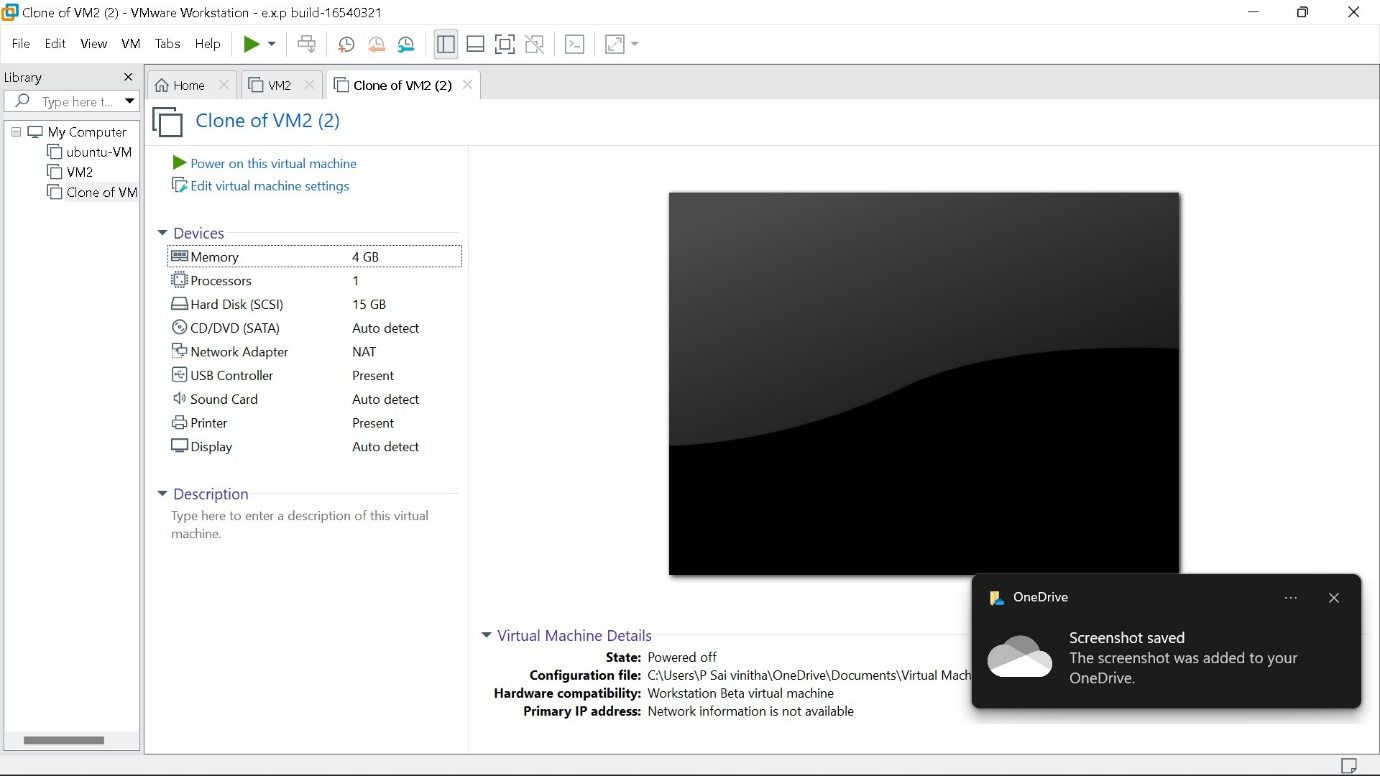 Clone of VM2 (2) - VMware Workstation - e.x.p build-16540321
File Edit View VM Tabs Help
Library
Type here t...
Home
VM2
Clone of VM2 (2)
My Computer
ubuntu-VM
VM2
Clone of VM
Clone of VM2 (2)
Power on this virtual machine
Edit virtual machine settings
Devices
Memory 4 GB
Processors 1
Hard Disk (SCSI) 15 GB
CD/DVD (SATA) Auto detect
Network Adapter NAT
USB Controller Present
Sound Card Auto detect
Printer Present
Display Auto detect
Description
Type here to enter a description of this virtual
machine.
Virtual Machine Details
State: Powered off
Configuration file: C:\Users\P Sai vinitha\OneDrive\Documents\Virtual Mach
Hardware compatibility: Workstation Beta virtual machine
Primary IP address: Network information is not available
OneDrive
Screenshot saved
The screenshot was added to your
OneDrive.